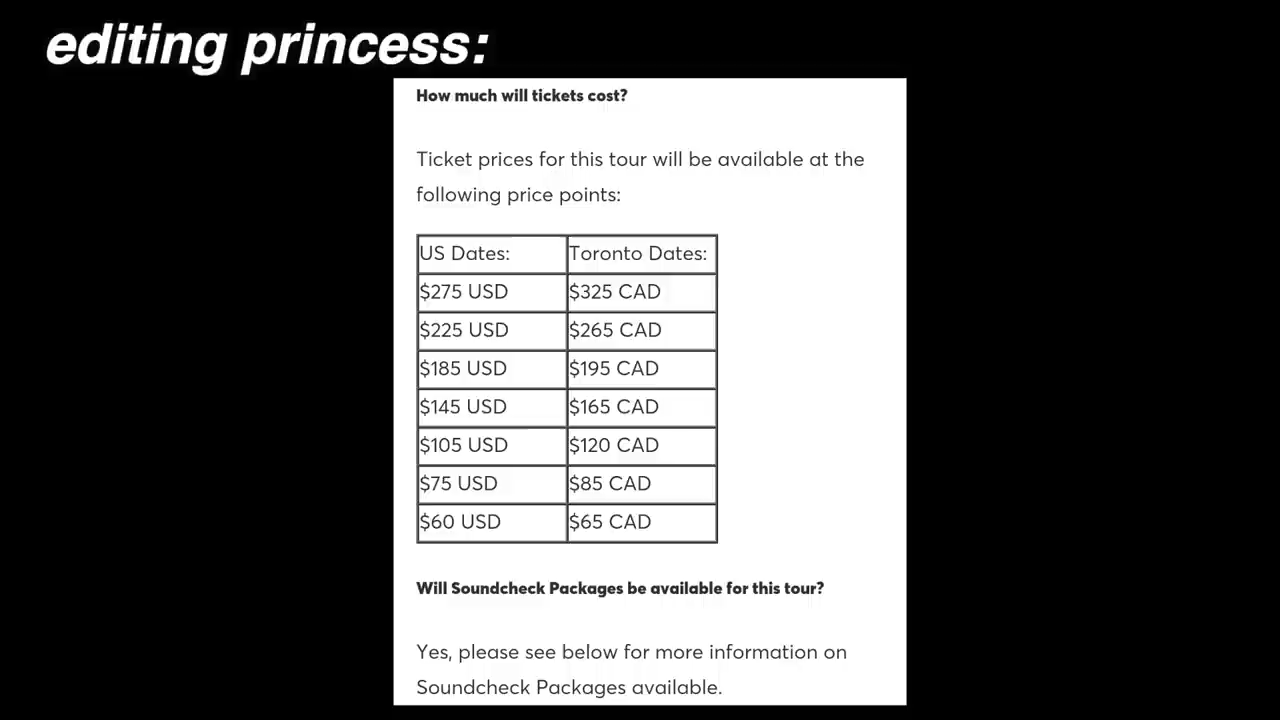 editing princess:
How much will tickets cost?
Ticket prices for this tour will be available at the
following price points:
US Dates: Toronto Dates:
$275 USD $325 CAD
$225 USD $265 CAD
$185 USD $195 CAD
$145 USD $165 CAD
$105 USD $120 CAD
$75 USD $85 CAD
$60 USD $65 CAD
Will Soundcheck Packages be available for this tour?
Yes, please see below for more information on
Soundcheck Packages available.